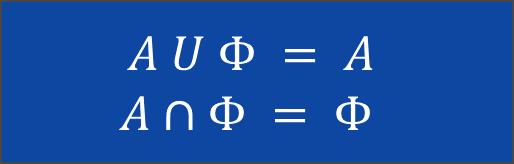 A U Φ = A
A ∩ Φ = Φ